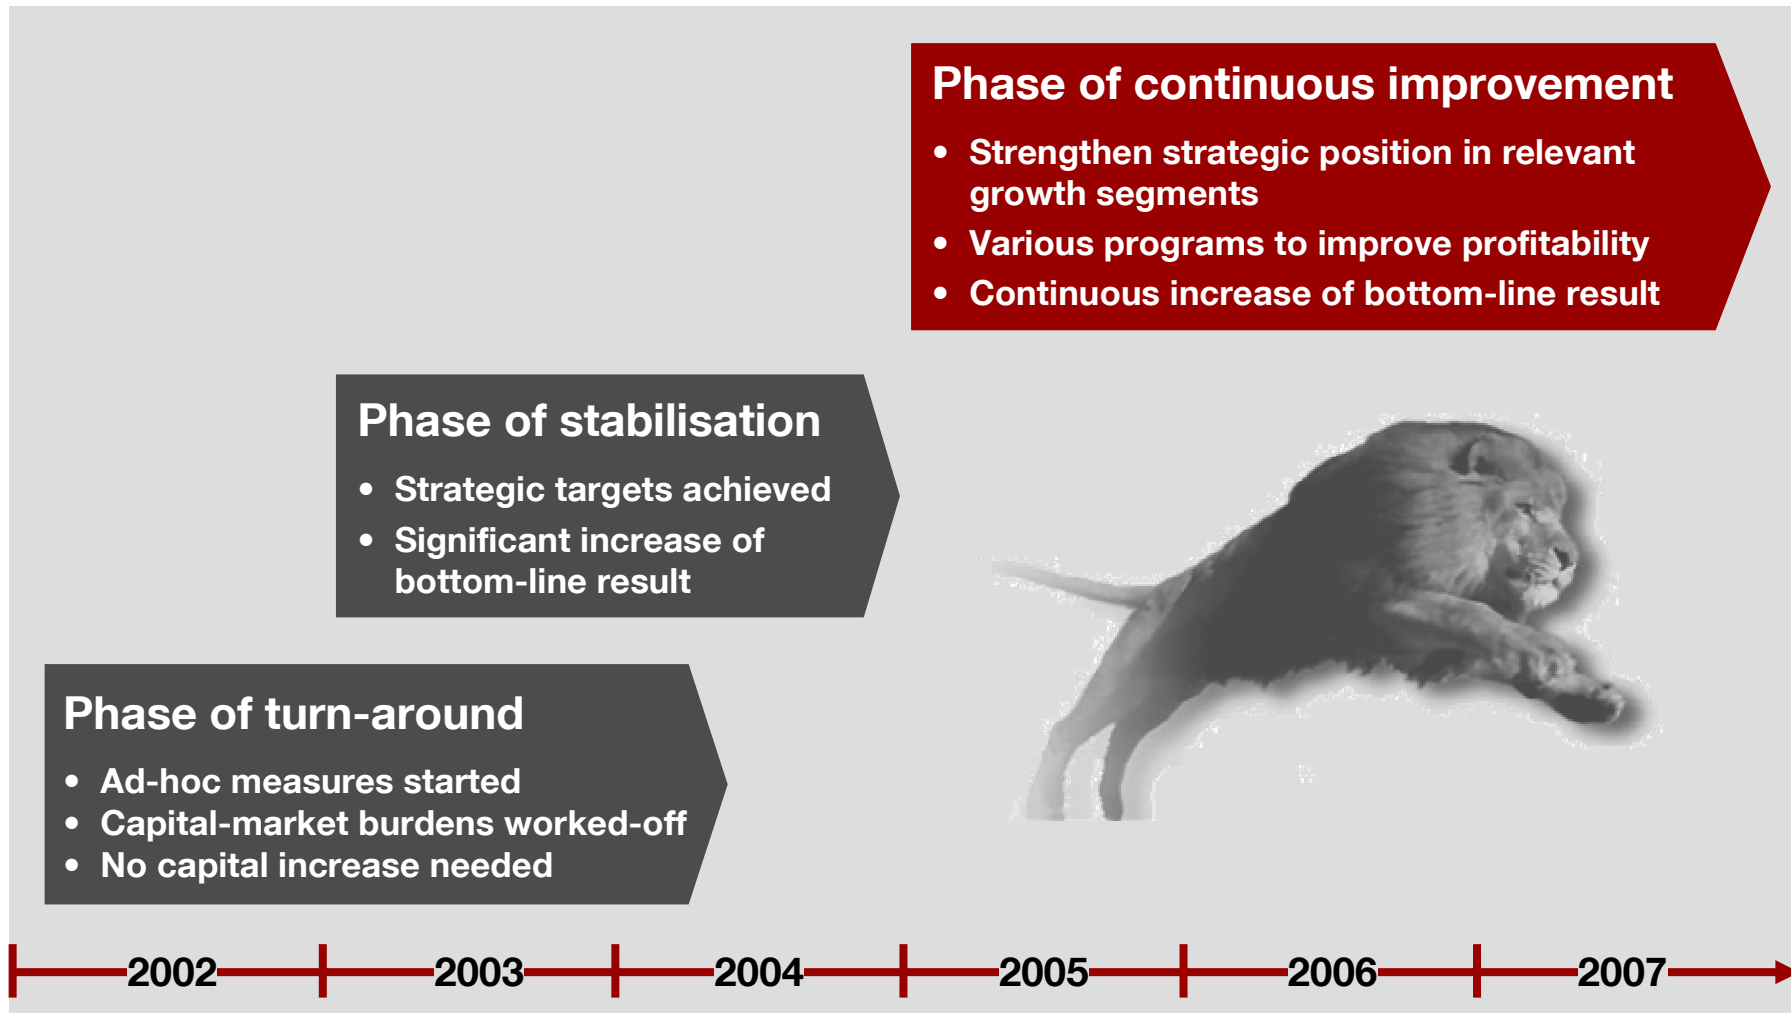 Phase of continuous improvement
• Strengthen strategic position in relevant
growth segments
• Various programs to improve profitability
• Continuous increase of bottom-line result
Phase of stabilisation
• Strategic targets achieved
• Significant increase of
bottom-line result
Phase of turn-around
• Ad-hoc measures started
• Capital-market burdens worked-off
• No capital increase needed
2002 2003 2004 2005 2006 2007